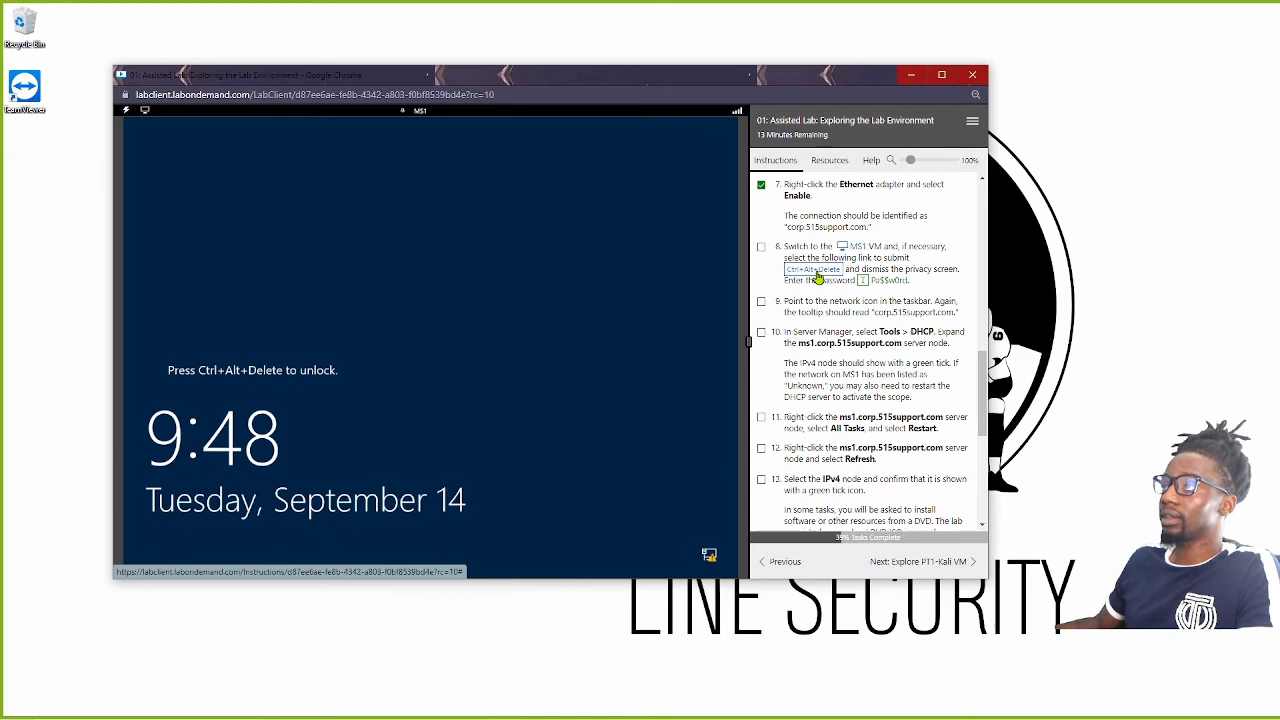 Recycle Bin
TeamViewer
01: Assisted Lab: Exploring the Lab Environment - Google Chrome
labclient.labondemand.com/LabClient/d87ee6ae-fe8b-4342-a803-f0bf8539bd4e?rc=10
MS1
01: Assisted Lab: Exploring the Lab Environment
13 Minutes Remaining
Instructions Resources Help 100%
7. Right-click the Ethernet adapter and select
Enable.
The connection should be identified as
"corp.515support.com."
8. Switch to the MS1 VM and, if necessary,
select the following link to submit
Ctrl+Alt+Delete and dismiss the privacy screen.
Enter the password Pa$$w0rd.
9. Point to the network icon in the taskbar. Again,
the tooltip should read "corp.515support.com."
10. In Server Manager, select Tools > DHCP. Expand
the ms1.corp.515support.com server node.
The IPv4 node should show with a green tick. If
the network on MS1 has been listed as
"Unknown," you may also need to restart the
DHCP server to activate the scope.
11. Right-click the ms1.corp.515support.com server
node, select All Tasks, and select Restart.
12. Right-click the ms1.corp.515support.com server
node and select Refresh.
13. Select the IPv4 node and confirm that it is shown
with a green tick icon.
In some tasks, you will be asked to install
software or other resources from a DVD. The lab
39% Tasks Complete
Previous
Next: Explore PT1-Kali VM
Press Ctrl+Alt+Delete to unlock.
9:48
Tuesday, September 14
https://labclient.labondemand.com/Instructions/d87ee6ae-fe8b-4342-a803-f0bf8539bd4e?rc=10#
LINE SECURITY